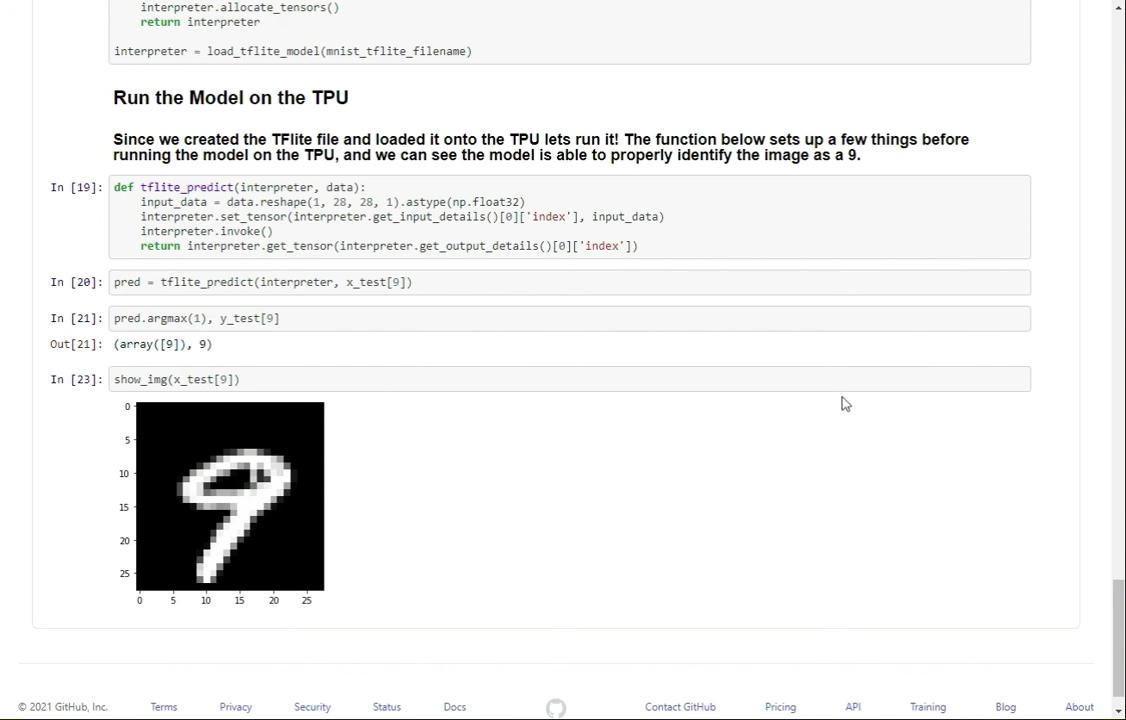 interpreter.allocate_tensors()
return interpreter
interpreter = load_tflite_model(mnist_tflite_filename)
Run the Model on the TPU
Since we created the TFlite file and loaded it onto the TPU lets run it! The function below sets up a few things before
running the model on the TPU, and we can see the model is able to properly identify the image as a 9.
In [19]: def tflite_predict(interpreter, data):
input_data = data.reshape(1, 28, 28, 1).astype(np.float32)
interpreter.set_tensor(interpreter.get_input_details()[0]['index'], input_data)
interpreter.invoke()
return interpreter.get_tensor(interpreter.get_output_details()[0]['index'])
In [20]: pred = tflite_predict(interpreter, x_test[9])
In [21]: pred.argmax(1), y_test[9]
Out[21]: (array([9]), 9)
In [23]: show_img(x_test[9])
0
5
10
15
20
25
9
0 5 10 15 20 25
© 2021 GitHub, Inc. Terms Privacy Security Status Docs Contact GitHub Pricing API Training Blog About